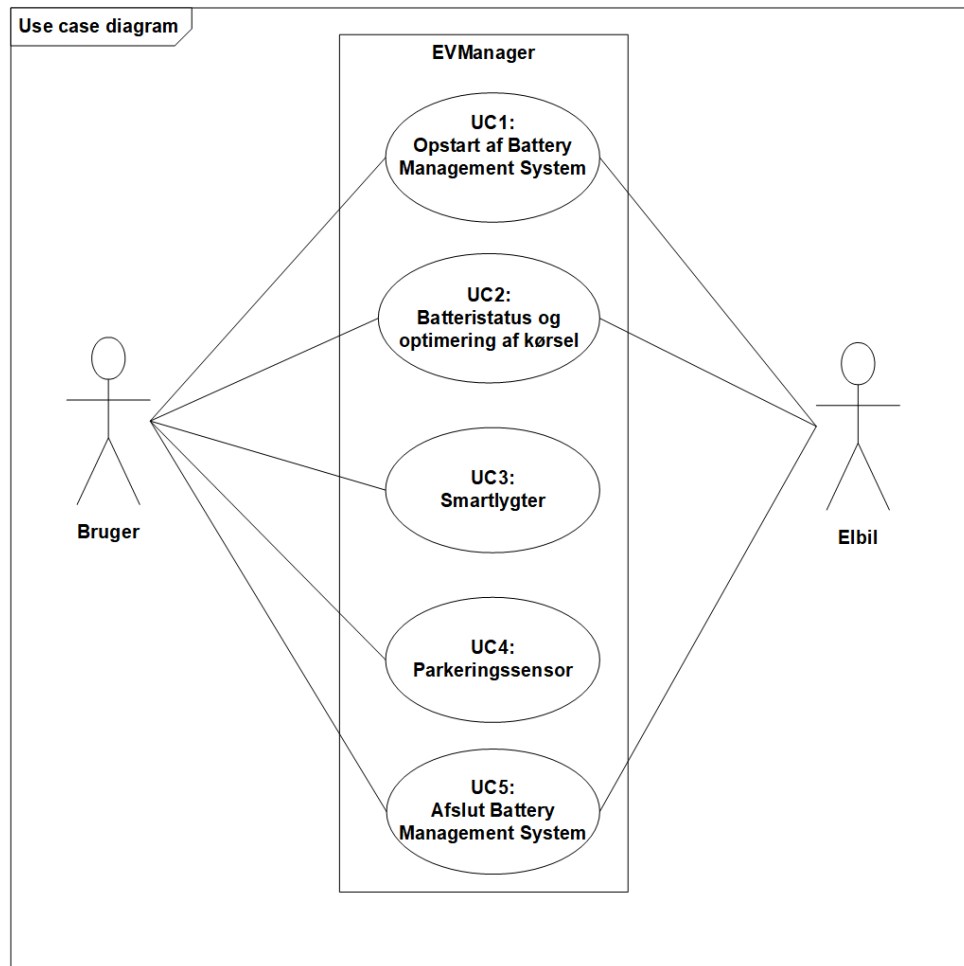 Use case diagram
EVManager
UC1:
Opstart af Battery
Management System
UC2:
Batteristatus og
optimering af kørsel
UC3:
Smartlygter
Bruger
Elbil
UC4:
Parkeringssensor
UC5:
Afslut Battery
Management System